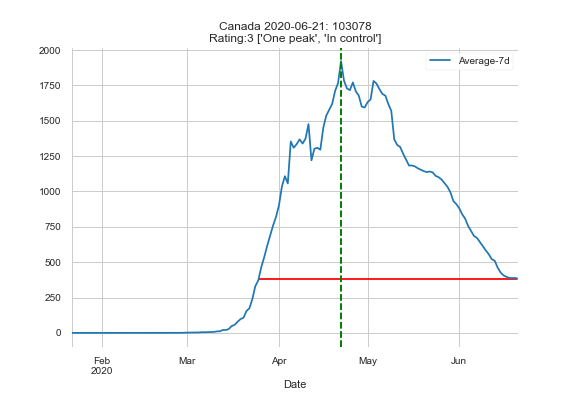 Canada 2020-06-21: 103078
Rating:3 ['One peak', 'In control']
Average-7d
2000
1750
1500
1250
1000
750
500
250
0
Feb
2020
Mar
Apr
May
Jun
Date